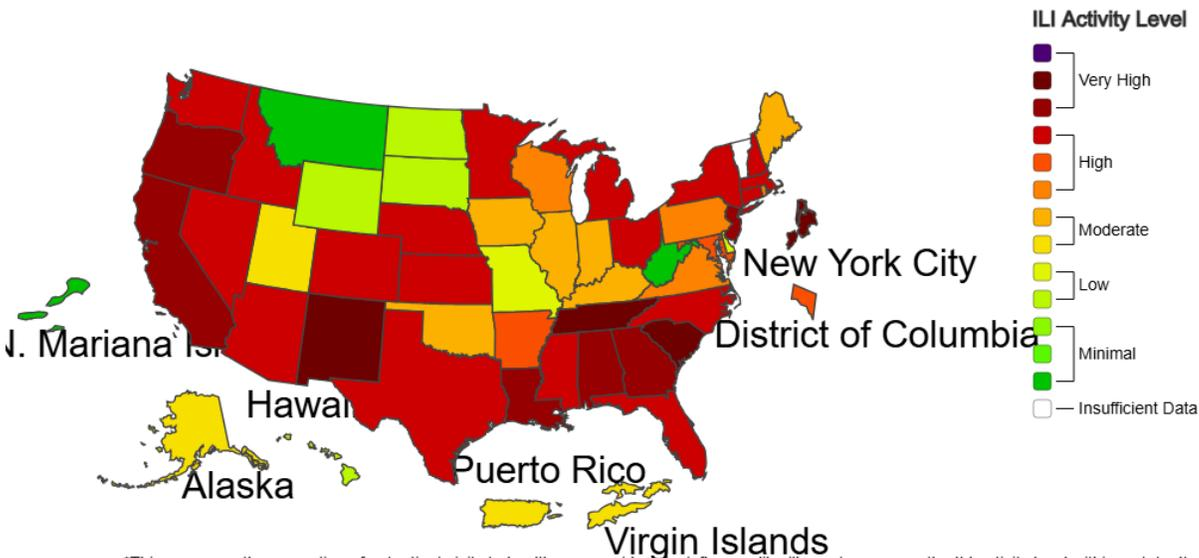 ILI Activity Level
Very High
High
Moderate
Low
Minimal
Insufficient Data
New York City
District of Columbia
N. Mariana Isl
Hawai
Alaska
Puerto Rico
Virgin Islands